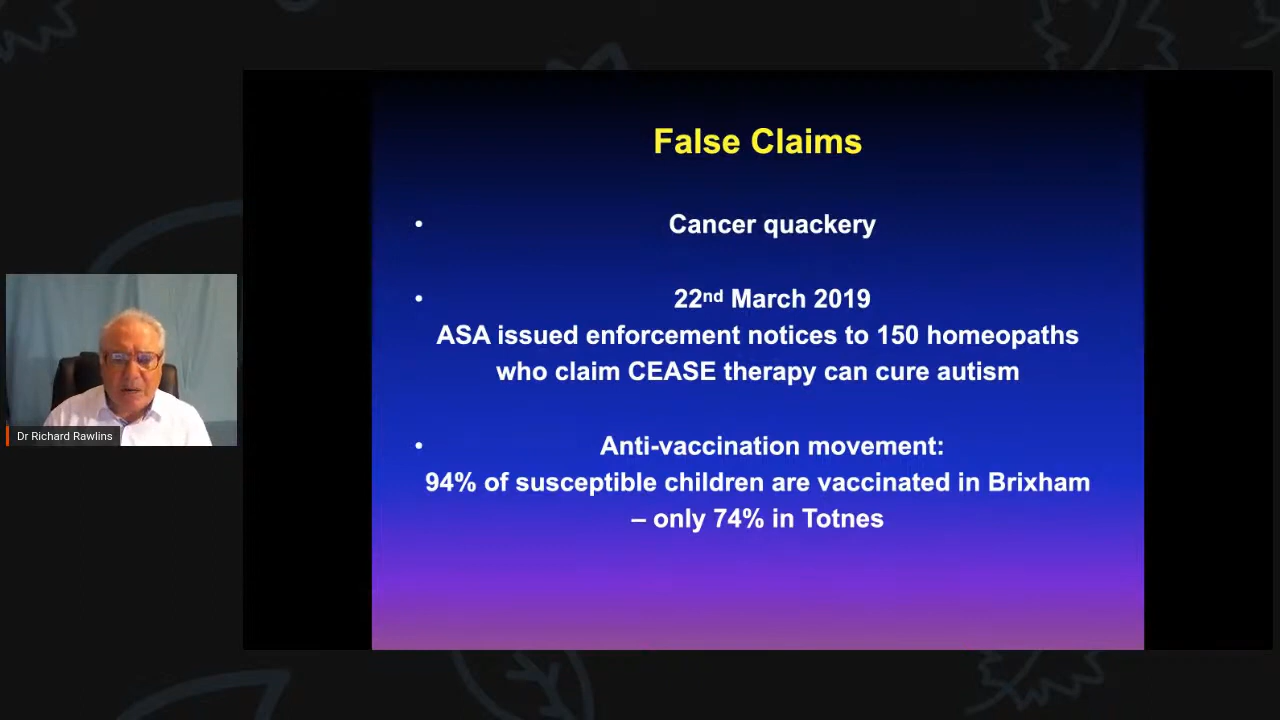 False Claims
• Cancer quackery
• 22nd March 2019
ASA issued enforcement notices to 150 homeopaths
who claim CEASE therapy can cure autism
• Anti-vaccination movement:
94% of susceptible children are vaccinated in Brixham
– only 74% in Totnes
Dr Richard Rawlins